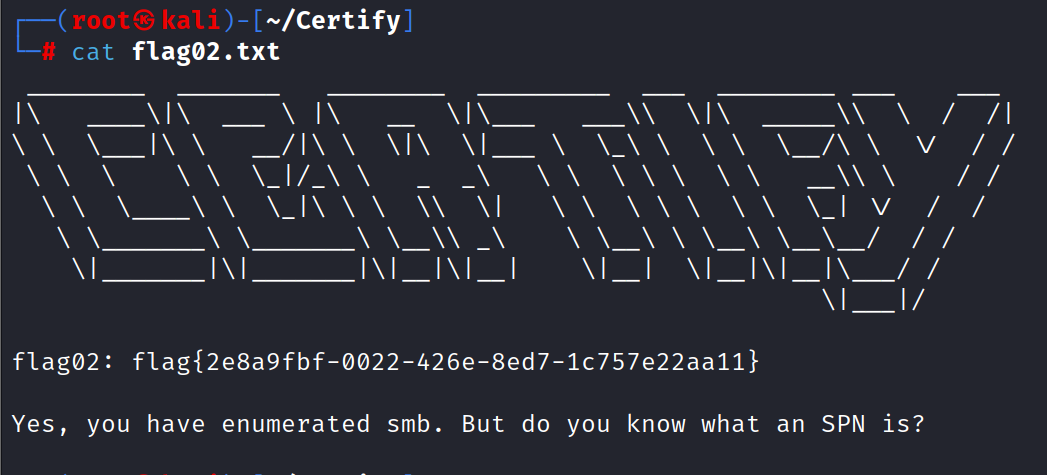 ┌──(root㉿kali)-[~/Certify]
└─# cat flag02.txt
CERTIFY
flag02: flag{2e8a9fbf-0022-426e-8ed7-1c757e22aa11}
Yes, you have enumerated smb. But do you know what an SPN is?